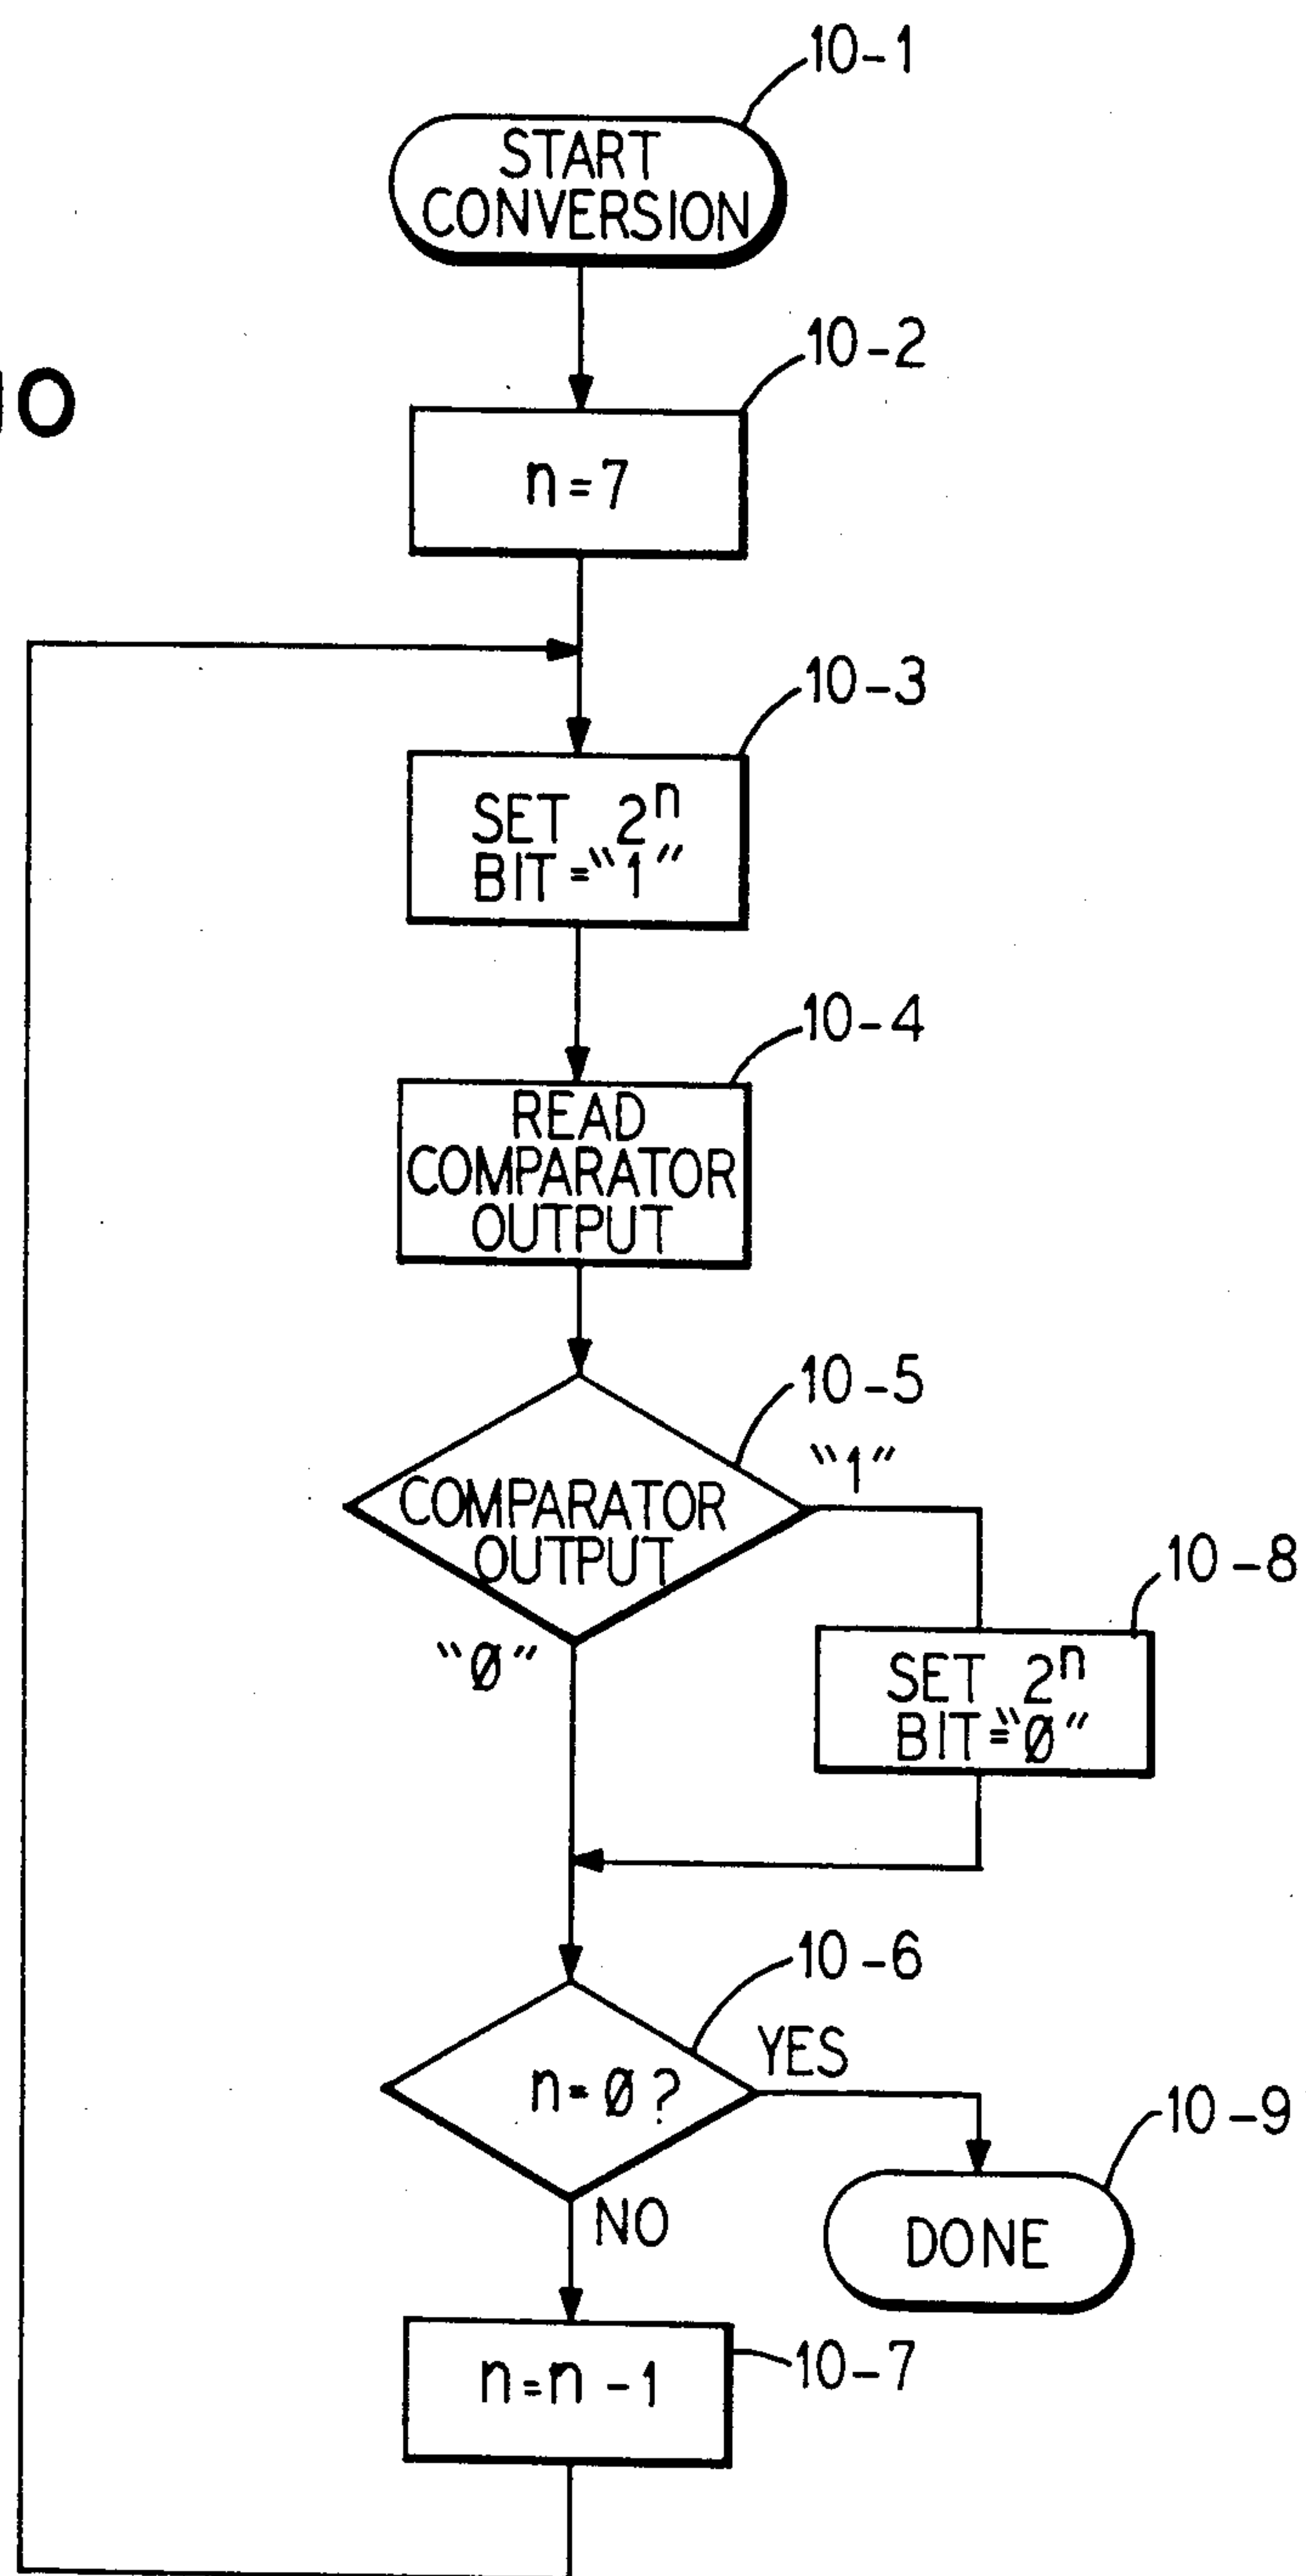 10-1
START
CONVERSION
10-2
10
n=7
10-3
SET 2ⁿ
BIT="1"
10-4
READ
COMPARATOR
OUTPUT
10-5
"1"
COMPARATOR
OUTPUT
10-8
"Ø"
SET 2ⁿ
BIT="Ø"
10-6
YES
n=Ø?
10-9
NO
DONE
10-7
n=n-1